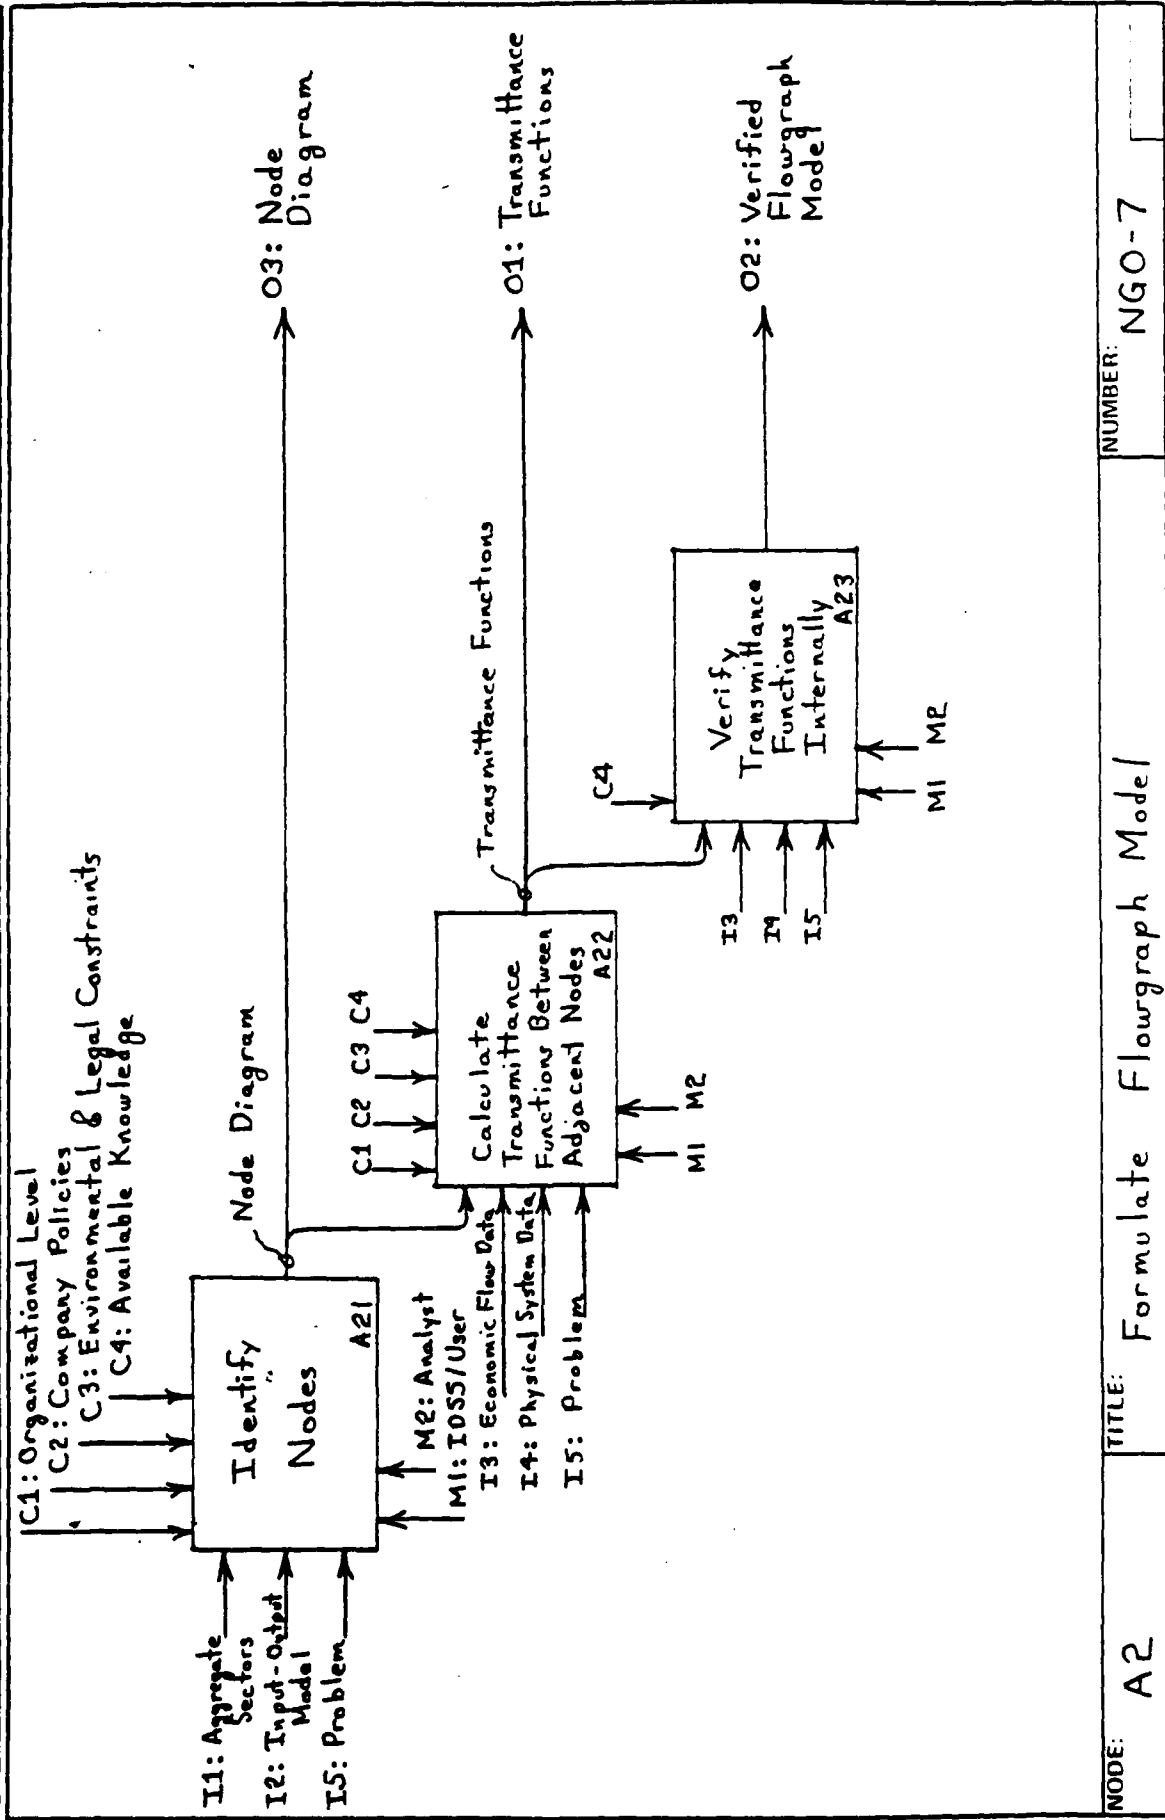 C1: Organizational Level
C2: Company Policies
C3: Environmental & Legal Constraints
C4: Available Knowledge
I1: Aggregate
Sectors
I2: Input-Output
Model
I5: Problem
Identify
Nodes
A21
Node Diagram
O3: Node
Diagram
M2: Analyst
M1: IDSS/User
C1 C2 C3 C4
I3: Economic Flow Data
I4: Physical System Data
I5: Problem
Calculate
Transmittance
Functions Between
Adjacent Nodes
A22
M1 M2
Transmittance Functions
O1: Transmittance
Functions
C4
I3
I4
I5
Verify
Transmittance
Functions
Internally
A23
M1 M2
O2: Verified
Flowgraph
Model
NODE: A2
TITLE: Formulate Flowgraph Model
NUMBER: NGO-7